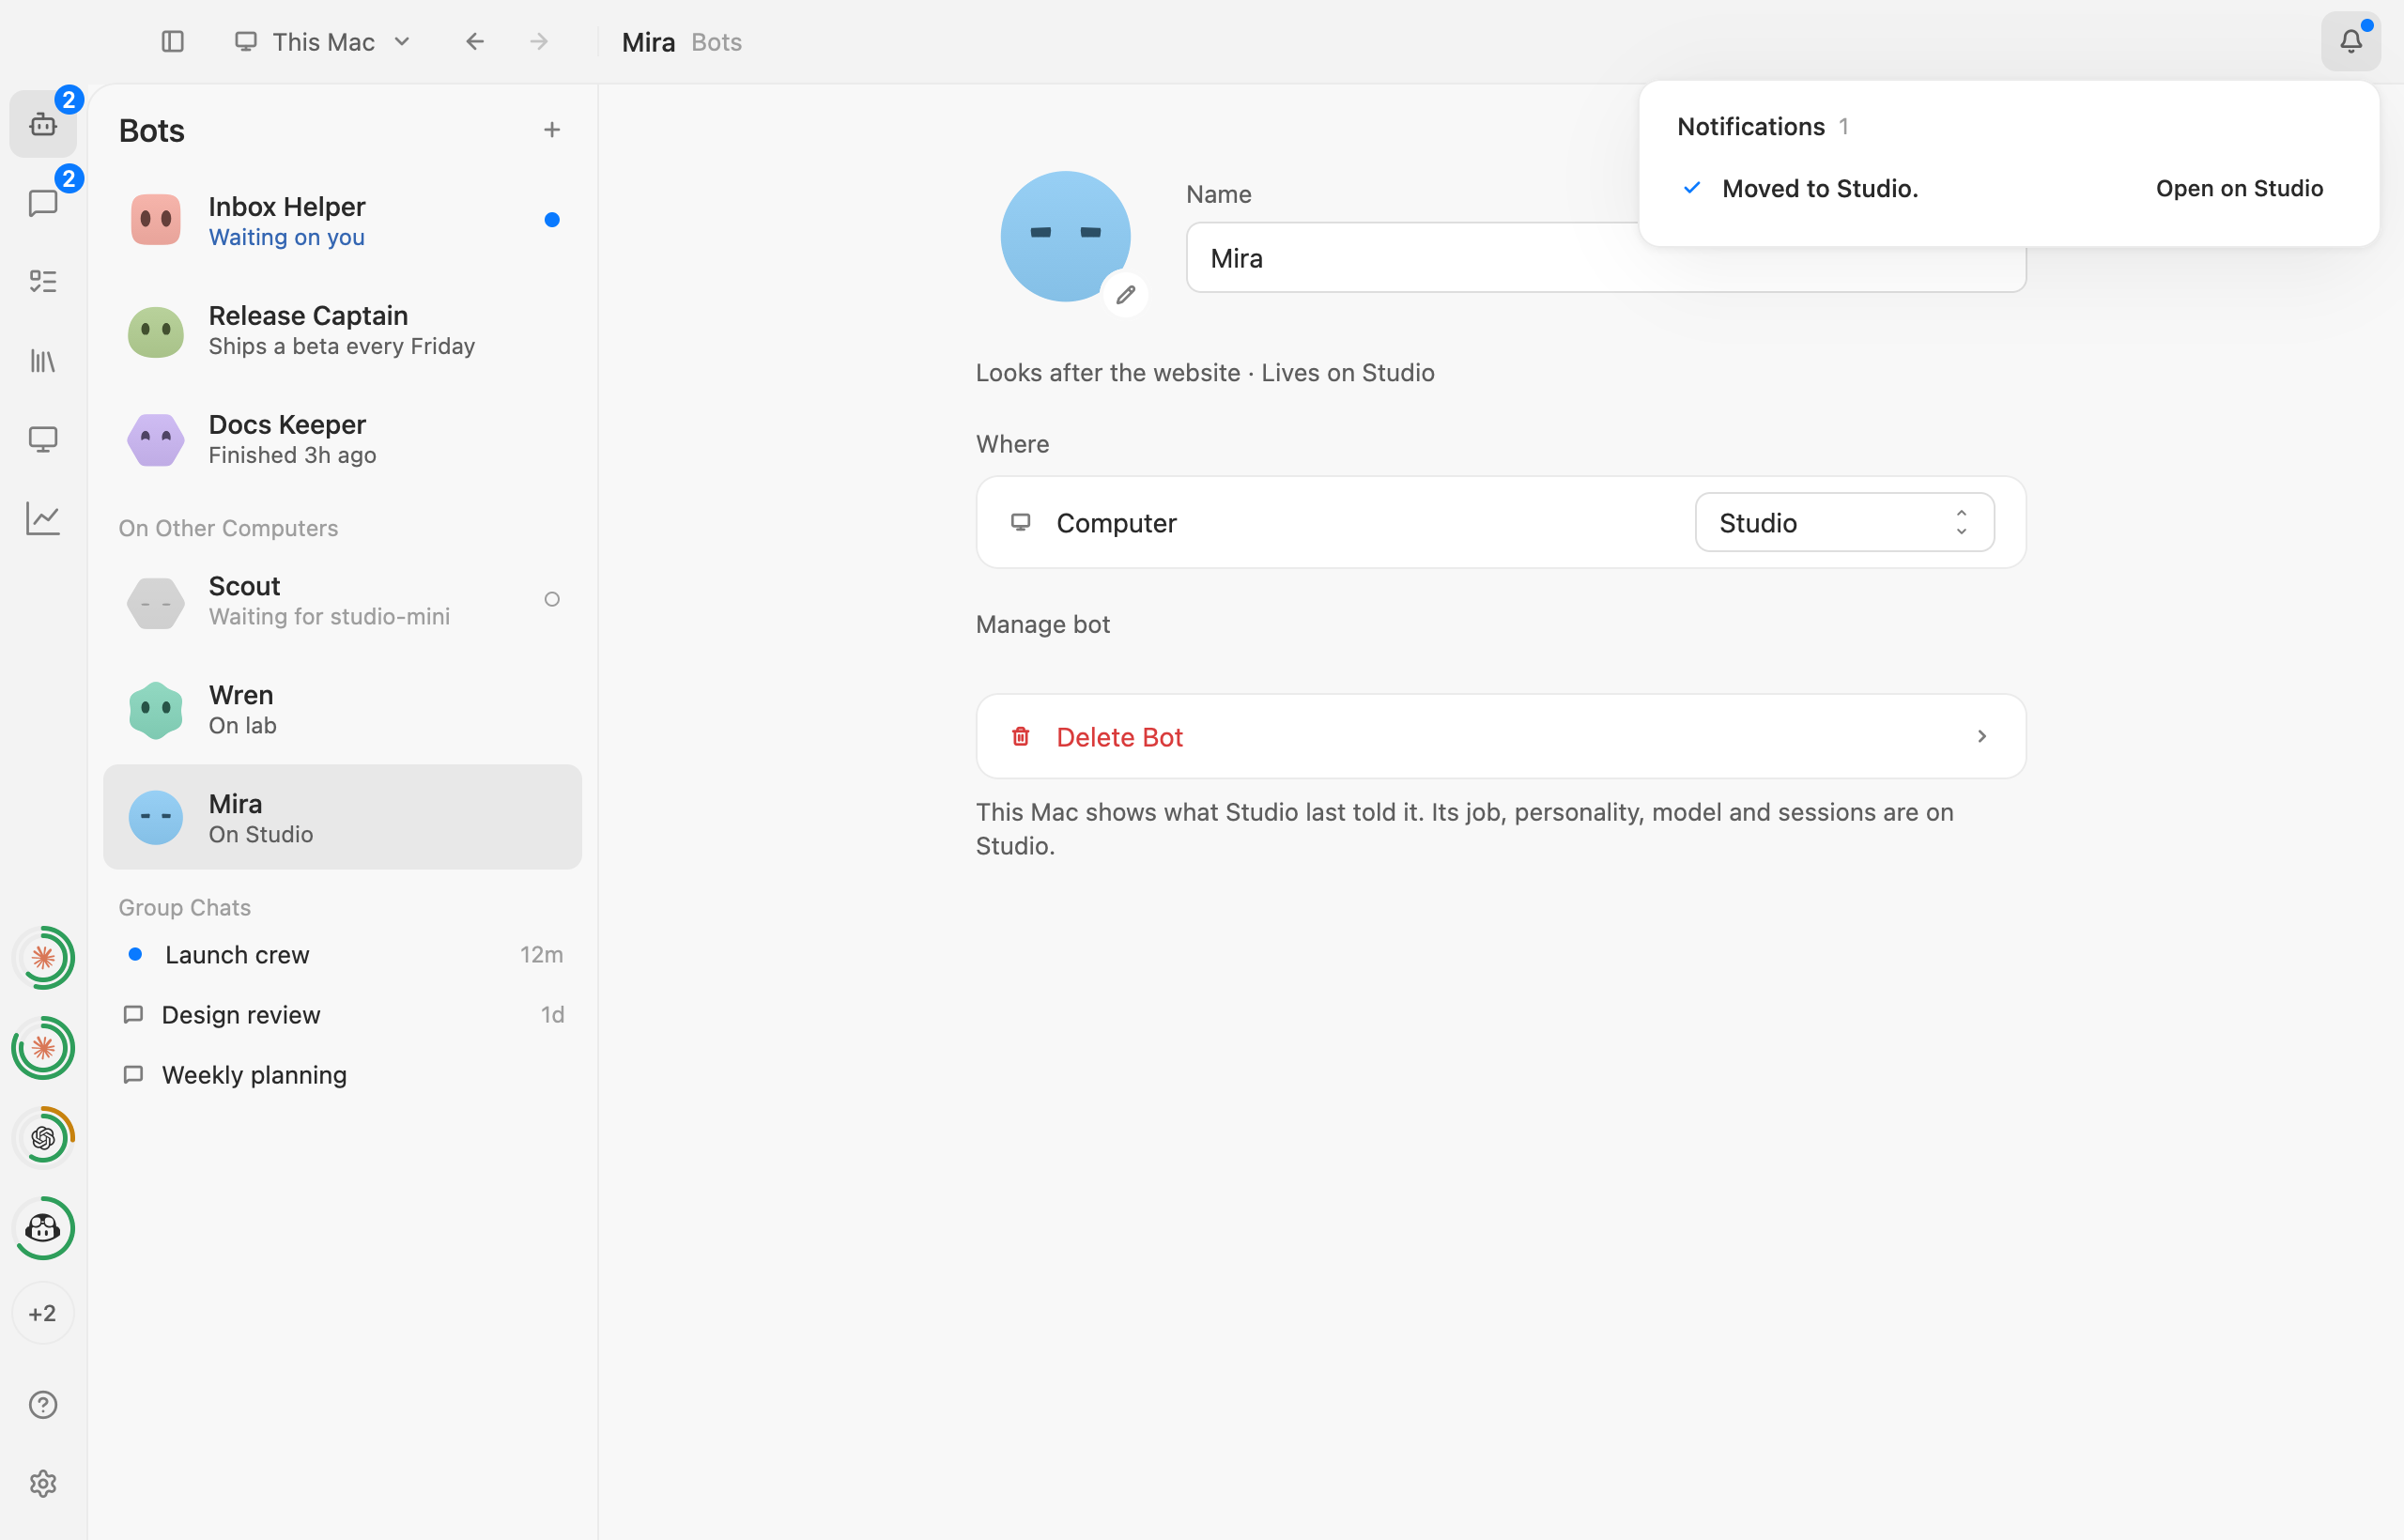 This Mac
Mira Bots
2
2
Bots
Inbox Helper
Waiting on you
Release Captain
Ships a beta every Friday
Docs Keeper
Finished 3h ago
On Other Computers
Scout
Waiting for studio-mini
Wren
On lab
Mira
On Studio
Group Chats
Launch crew 12m
Design review 1d
Weekly planning
+2
Notifications 1
Moved to Studio. Open on Studio
Name
Mira
Looks after the website · Lives on Studio
Where
Computer Studio
Manage bot
Delete Bot
This Mac shows what Studio last told it. Its job, personality, model and sessions are on
Studio.